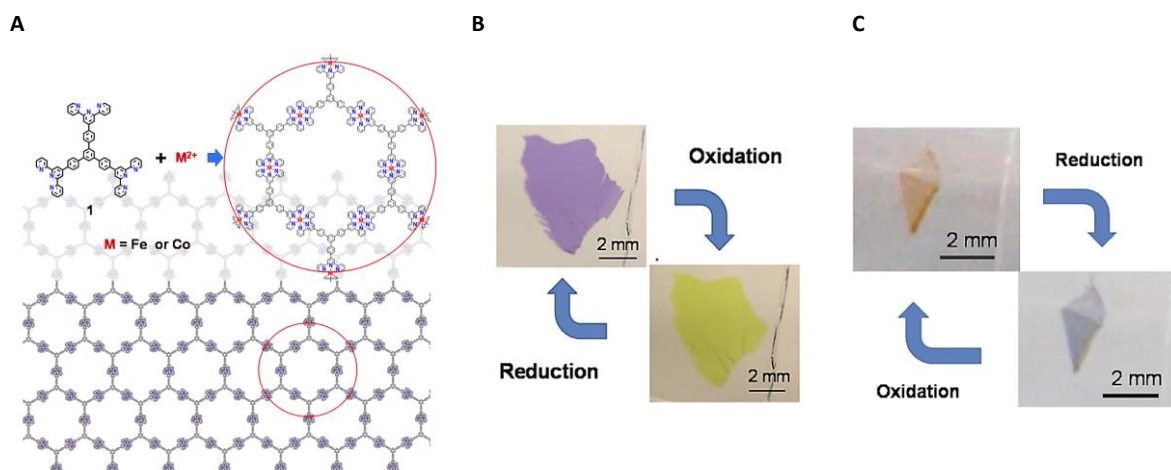 A
B
C
+ M²⁺
1
M = Fe or Co
Oxidation
2 mm
2 mm
Reduction
Reduction
2 mm
2 mm
Oxidation